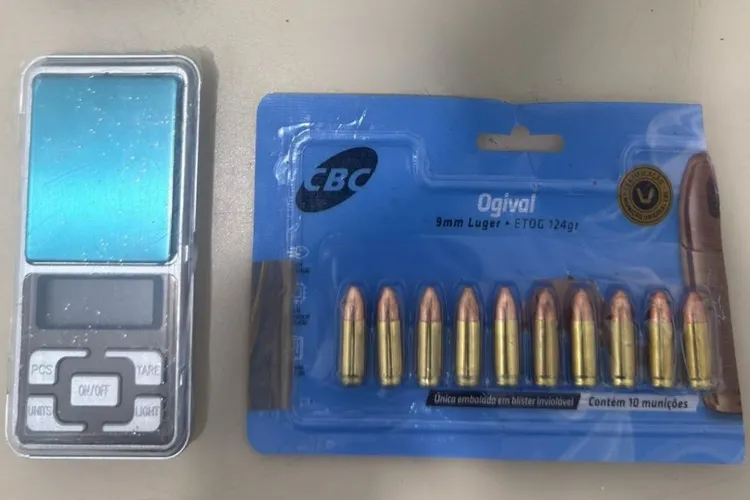 PCS
TARE
ON/OFF
UNITS
LIGHT
CBC
Ogival
9mm Luger • ETOG 124gr
Única embalada em blister inviolável
Contém 10 munições